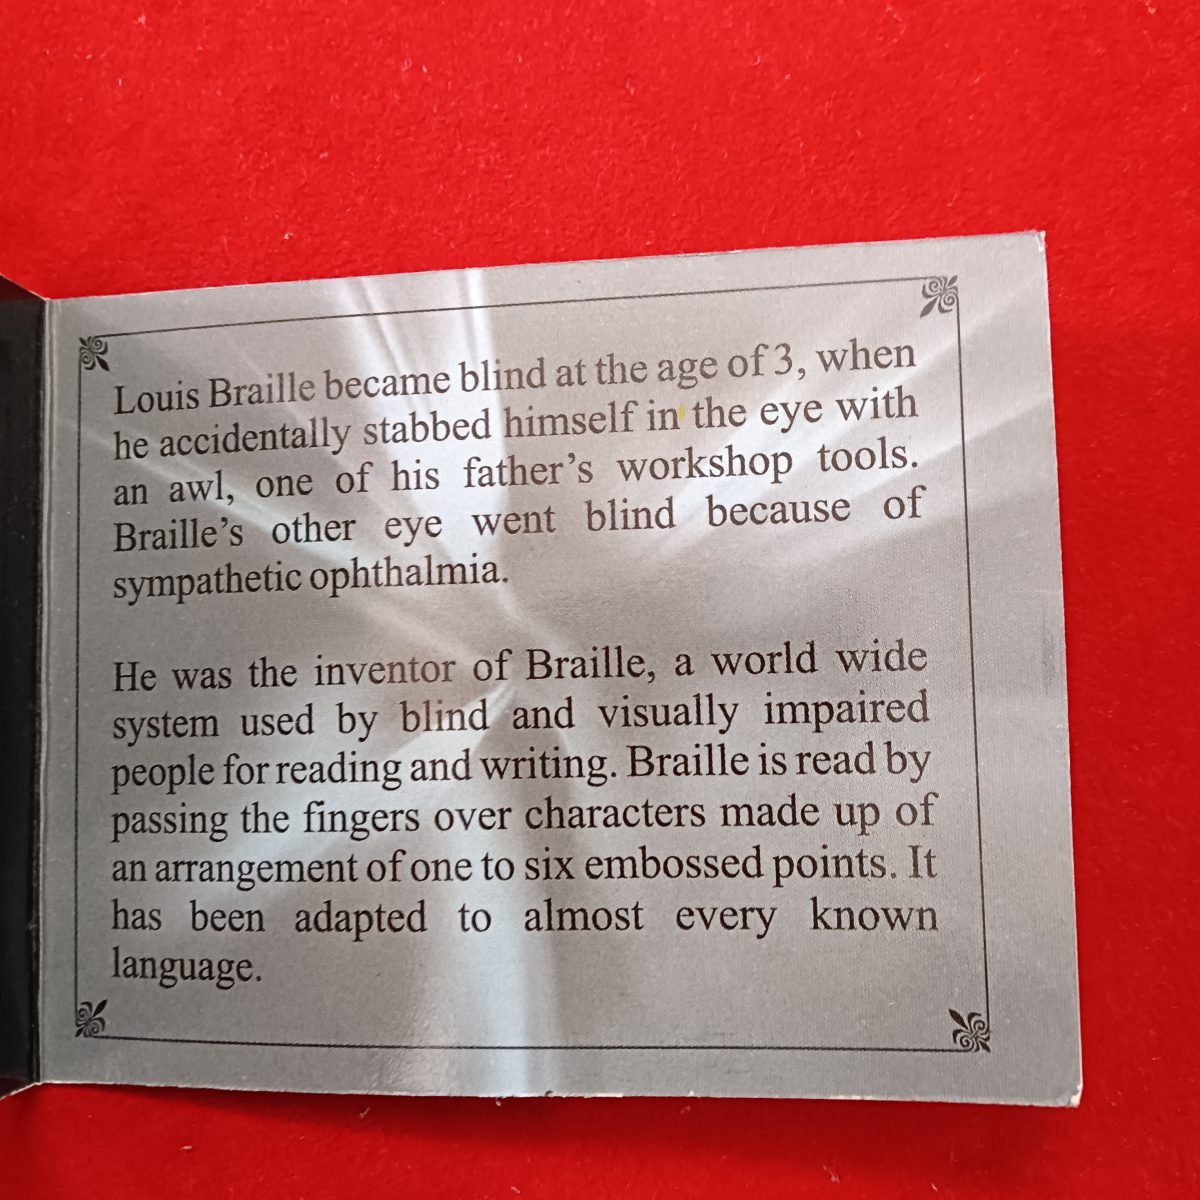 Louis Braille became blind at the age of 3, when
he accidentally stabbed himself in the eye with
an awl, one of his father's workshop tools.
Braille's other eye went blind because of
sympathetic ophthalmia.
He was the inventor of Braille, a world wide
system used by blind and visually impaired
people for reading and writing. Braille is read by
passing the fingers over characters made up of
an arrangement of one to six embossed points. It
has been adapted to almost every known
language.